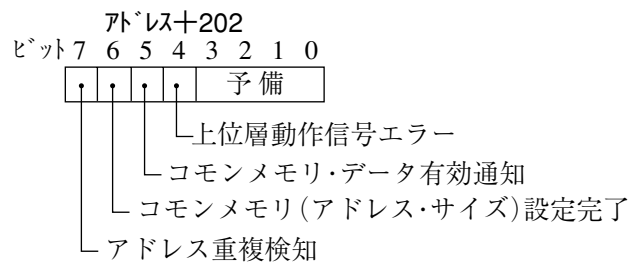 アドレス＋202
ビット 7 6 5 4 3 2 1 0
予備
上位層動作信号エラー
コモンメモリ・データ有効通知
コモンメモリ（アドレス・サイズ）設定完了
アドレス重複検知